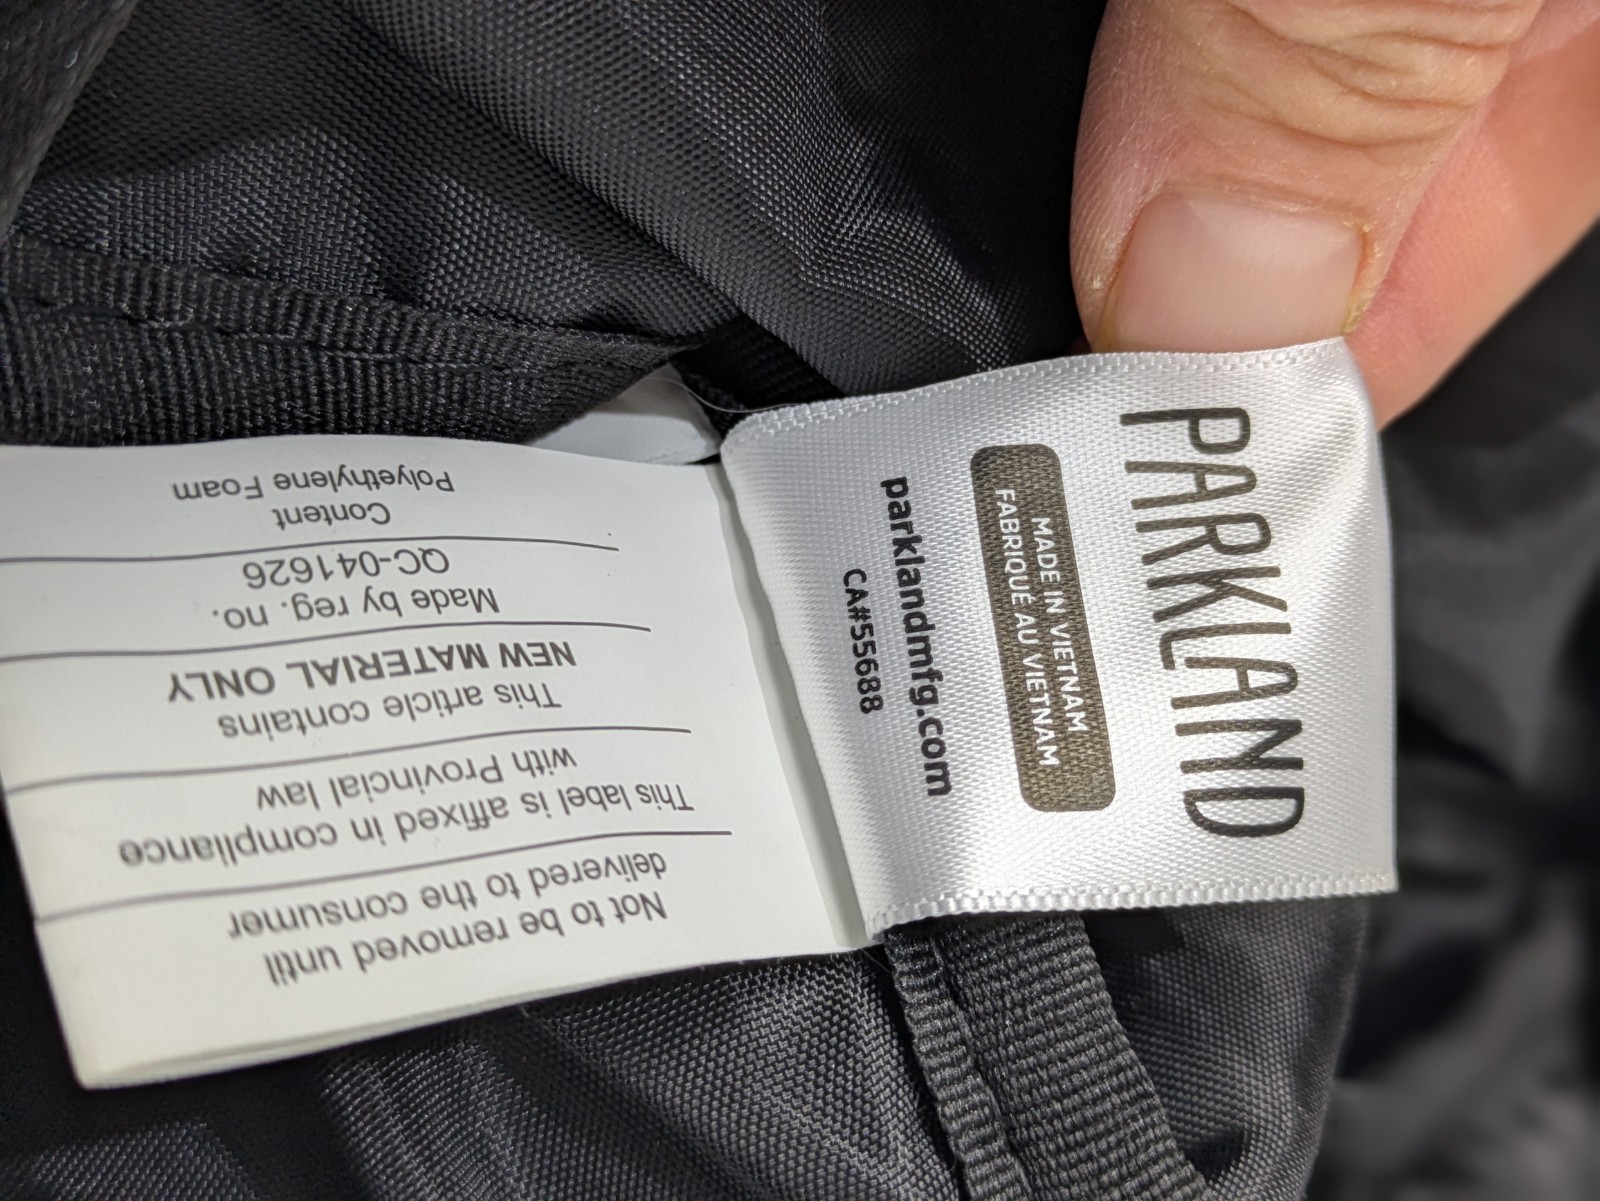 PARKLAND
MADE IN VIETNAM
FABRIQUÉ AU VIETNAM
parklandmfg.com
CA#55688
Not to be removed until
delivered to the consumer
This label is affixed in compliance
with Provincial law
This article contains
NEW MATERIAL ONLY
Made by reg. no.
QC-041626
Content
Polyethylene Foam